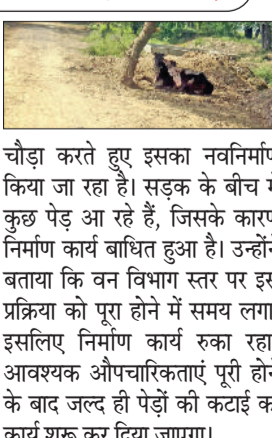 चौड़ा करते हुए इसका नवनिर्माण
किया जा रहा है। सड़क के बीच में
कुछ पेड़ आ रहे हैं, जिसके कारण
निर्माण कार्य बाधित हुआ है। उन्होंने
बताया कि वन विभाग स्तर पर इस
प्रक्रिया को पूरा होने में समय लगा
इसलिए निर्माण कार्य रुका रहा
आवश्यक औपचारिकताएं पूरी होने
के बाद जल्द ही पेड़ों की कटाई का
कार्य शुरू कर दिया जाएगा।